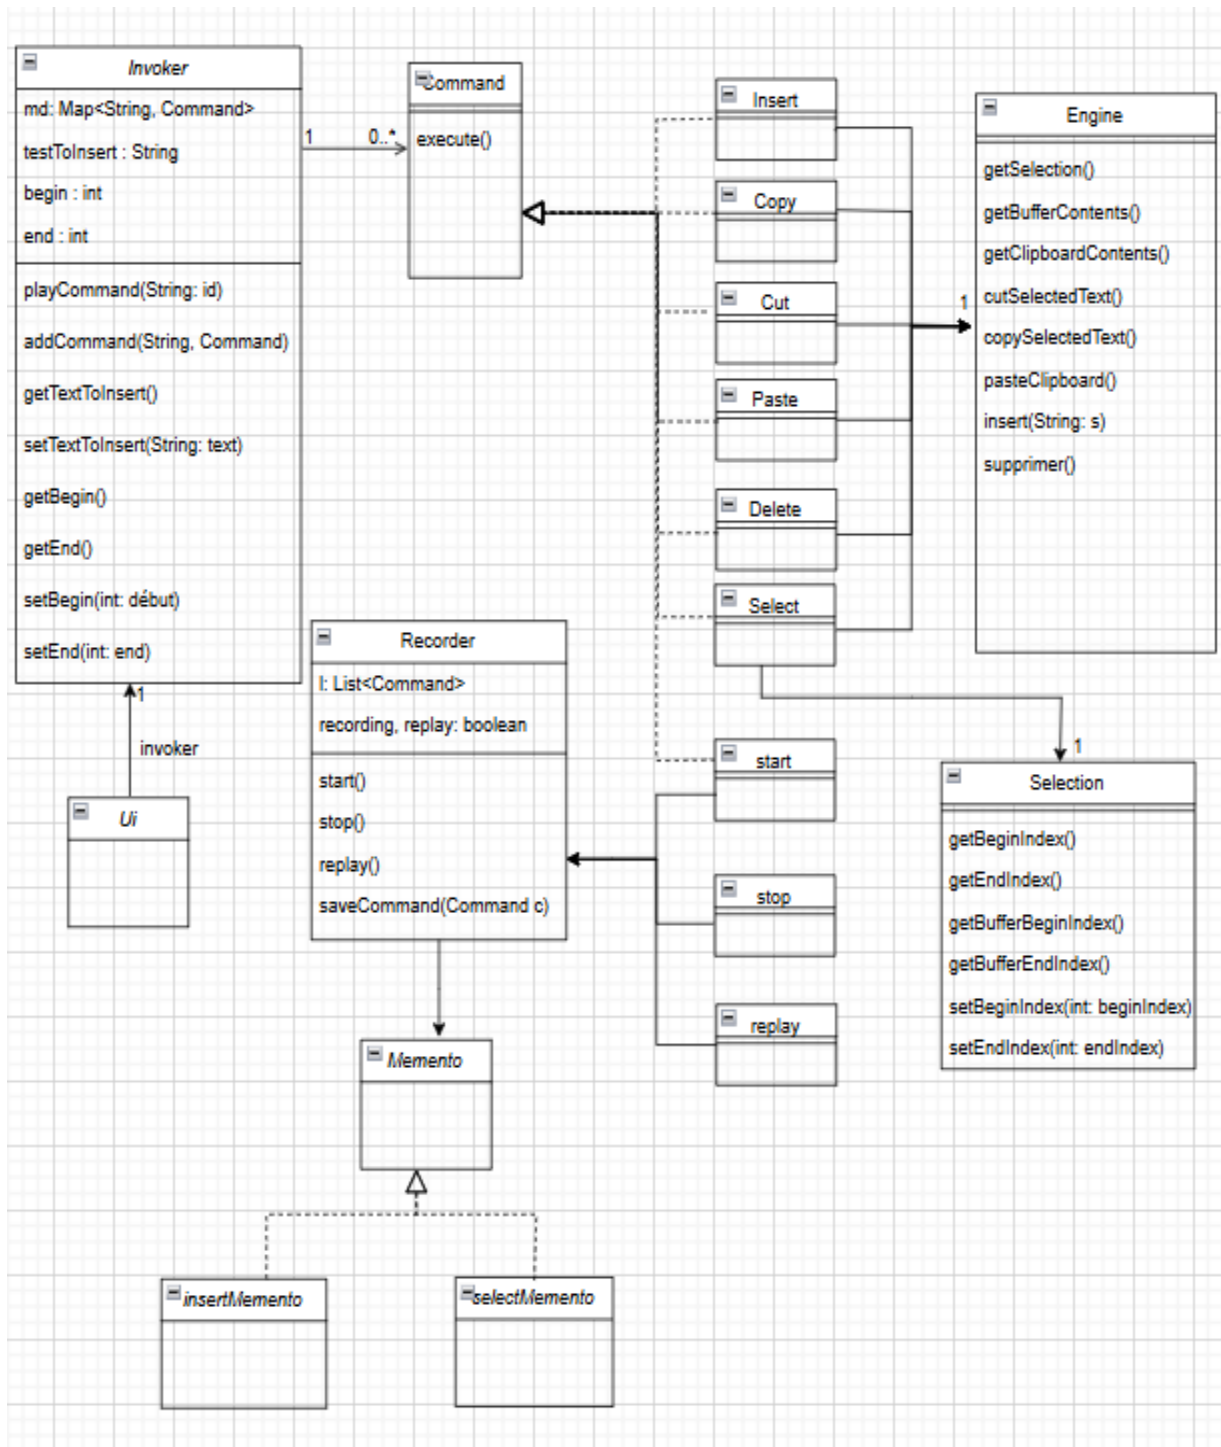 Invoker
md: Map<String, Command>
testToInsert : String
begin : int
end : int
playCommand(String: id)
addCommand(String, Command)
getTextToInsert()
setTextToInsert(String: text)
getBegin()
getEnd()
setBegin(int: début)
setEnd(int: end)
1
0..*
Command
execute()
Insert
Copy
Cut
Paste
Delete
Select
1
Engine
getSelection()
getBufferContents()
getClipboardContents()
cutSelectedText()
copySelectedText()
pasteClipboard()
insert(String: s)
supprimer()
1
invoker
Ui
Recorder
l: List<Command>
recording, replay: boolean
start()
stop()
replay()
saveCommand(Command c)
start
stop
replay
1
Selection
getBeginIndex()
getEndIndex()
getBufferBeginIndex()
getBufferEndIndex()
setBeginIndex(int: beginIndex)
setEndIndex(int: endIndex)
Memento
insertMemento
selectMemento